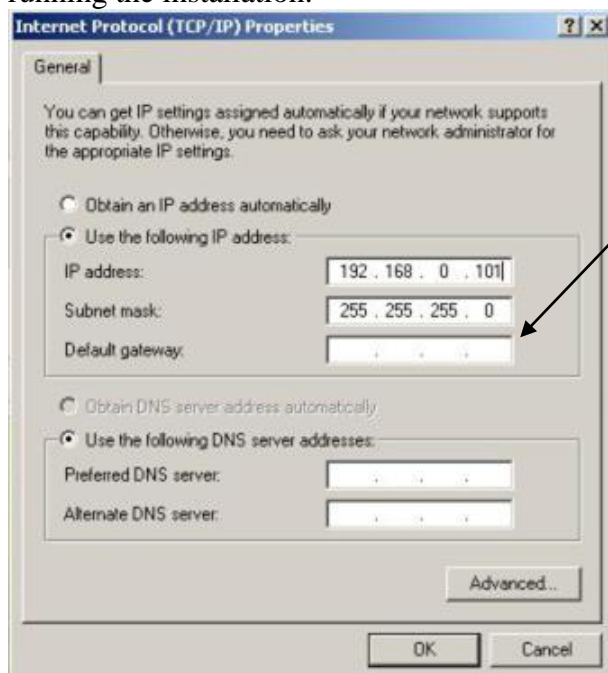 running the installation.
Internet Protocol (TCP/IP) Properties ? X
General
You can get IP settings assigned automatically if your network supports
this capability. Otherwise, you need to ask your network administrator for
the appropriate IP settings.
Obtain an IP address automatically
Use the following IP address:
IP address: 192 . 168 . 0 . 101
Subnet mask: 255 . 255 . 255 . 0
Default gateway: . . .
Obtain DNS server address automatically
Use the following DNS server addresses:
Preferred DNS server: . . .
Alternate DNS server: . . .
Advanced...
OK Cancel